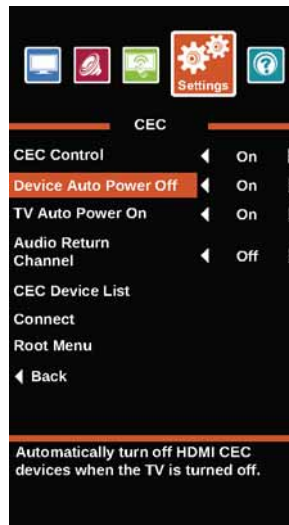 Settings
CEC
CEC Control ◀ On
Device Auto Power Off ◀ On
TV Auto Power On ◀ On
Audio Return
Channel ◀ Off
CEC Device List
Connect
Root Menu
◀ Back
Automatically turn off HDMI CEC
devices when the TV is turned off.